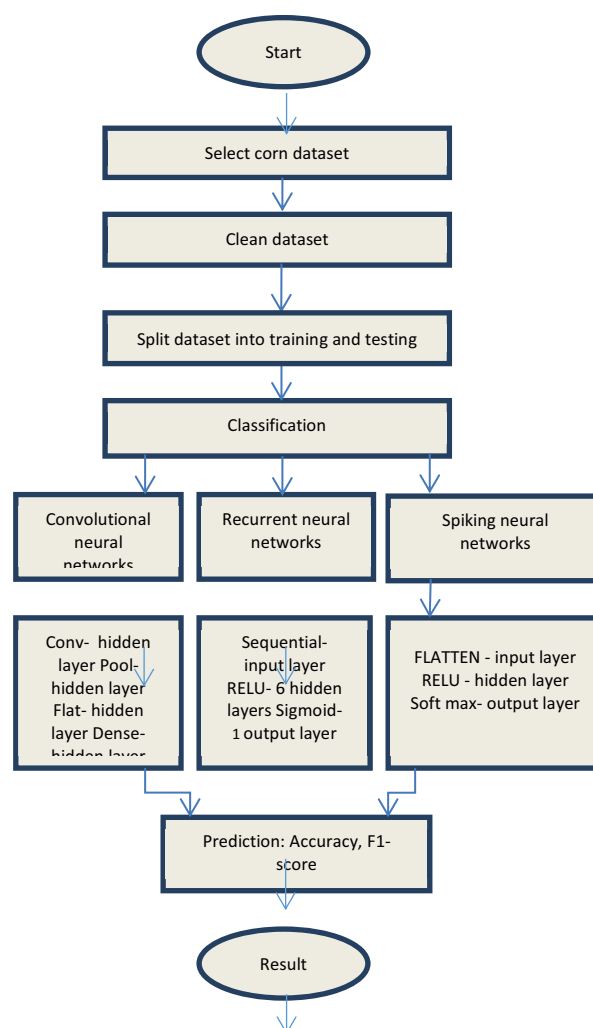 Start
Select corn dataset
Clean dataset
Split dataset into training and testing
Classification
Convolutional
neural
networks
Recurrent neural
networks
Spiking neural
networks
Conv- hidden
layer Pool-
hidden layer
Flat- hidden
layer Dense-
hidden layer
Sequential-
input layer
RELU- 6 hidden
layers Sigmoid-
1 output layer
FLATTEN - input layer
RELU - hidden layer
Soft max- output layer
Prediction: Accuracy, F1-
score
Result